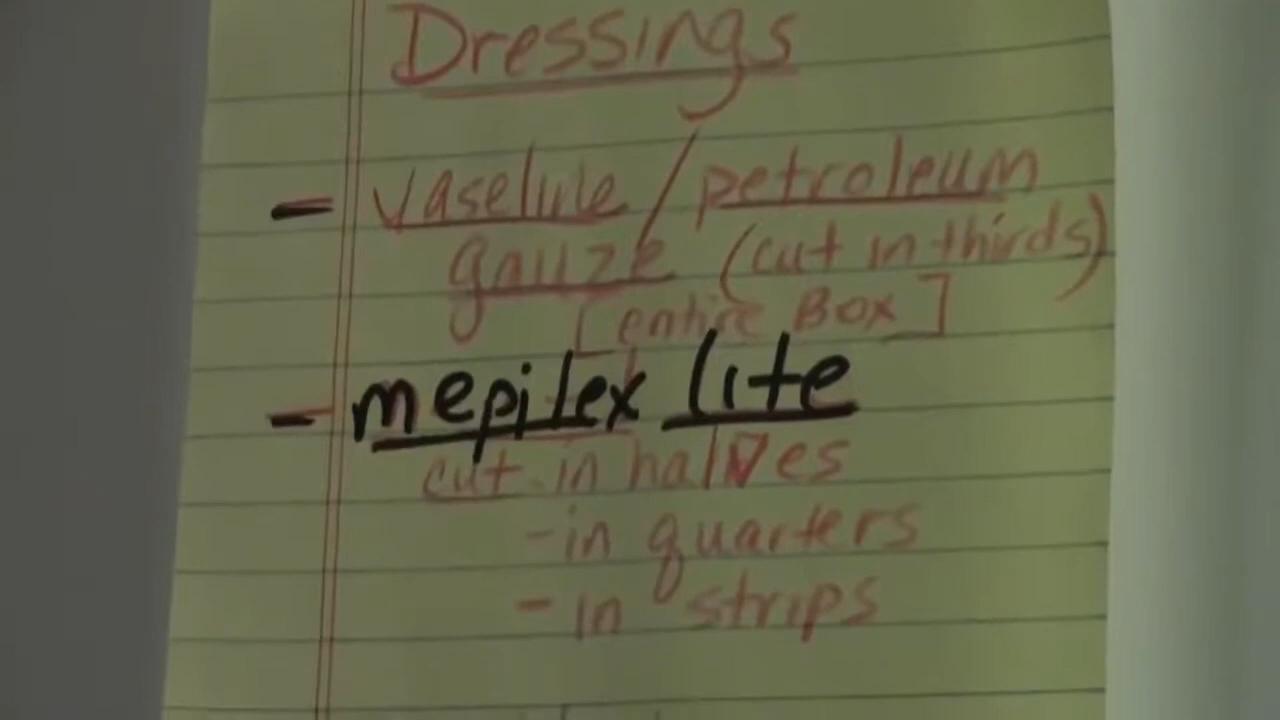 Dressings
- vaseline / petroleum
gauze (cut in thirds)
[entire Box]
- mepilex lite
cut in halves
- in quarters
- in strips